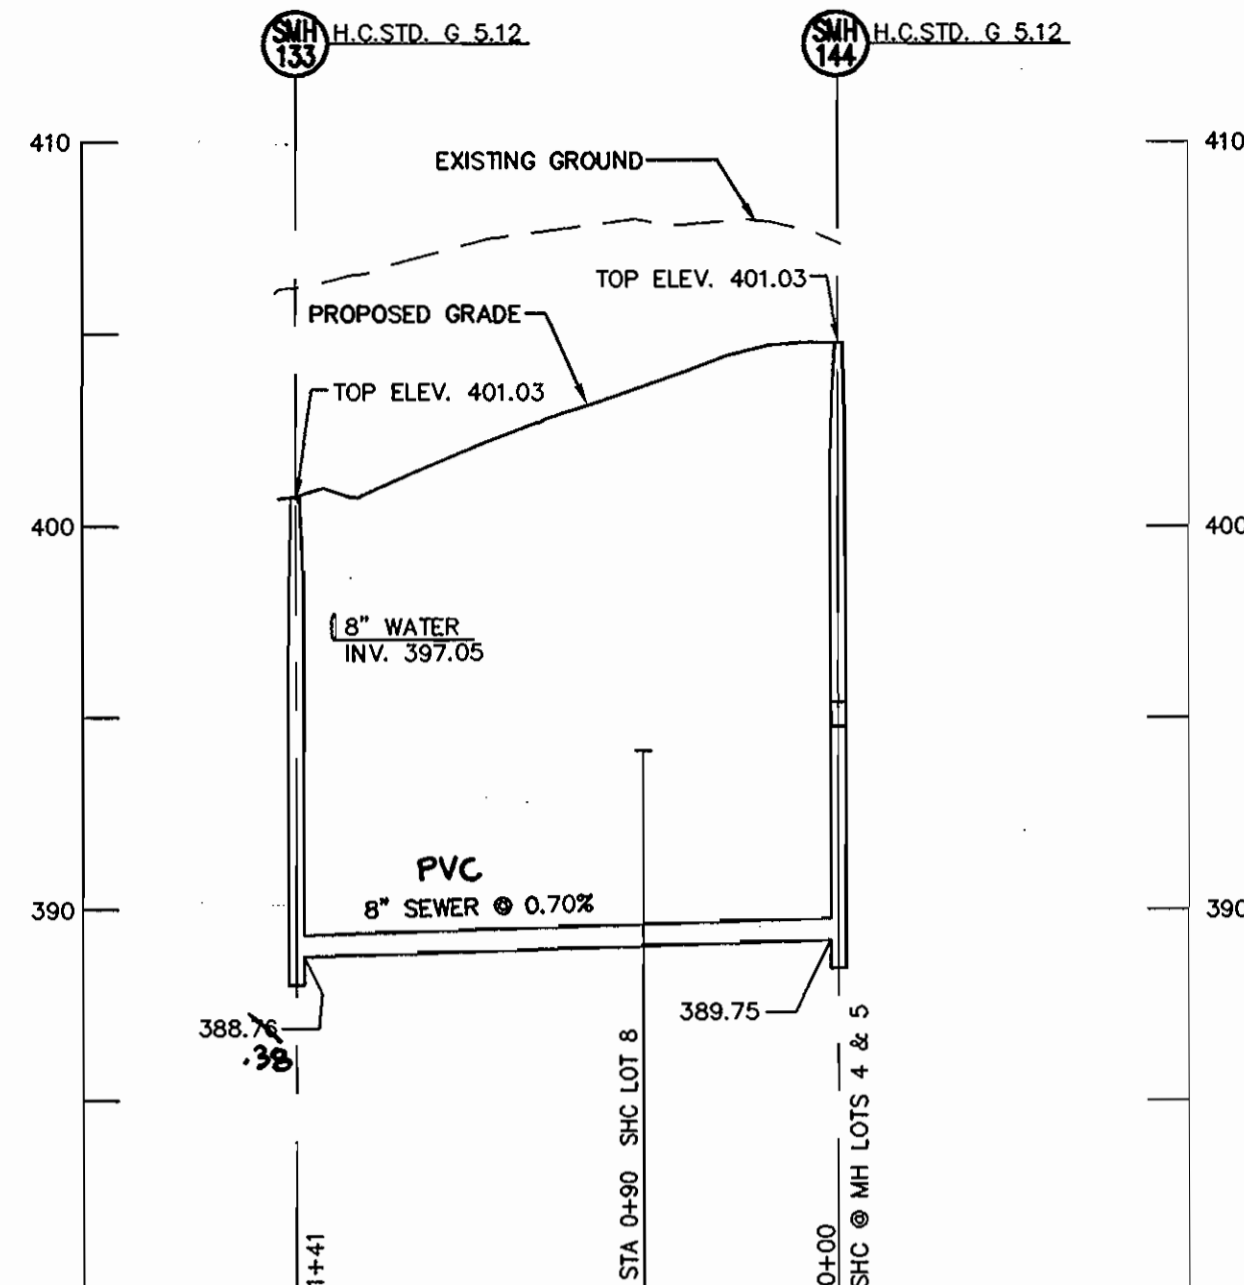 SMH
133
H.C.STD. G 5.12
SMH
144
H.C.STD. G 5.12
410
410
EXISTING GROUND
TOP ELEV. 401.03
PROPOSED GRADE
TOP ELEV. 401.03
400
400
8" WATER
INV. 397.05
PVC
8" SEWER @ 0.70%
390
390
388.76
.38
389.75
1+41
STA 0+90 SHC LOT 8
0+00
SHC @ MH LOTS 4 & 5